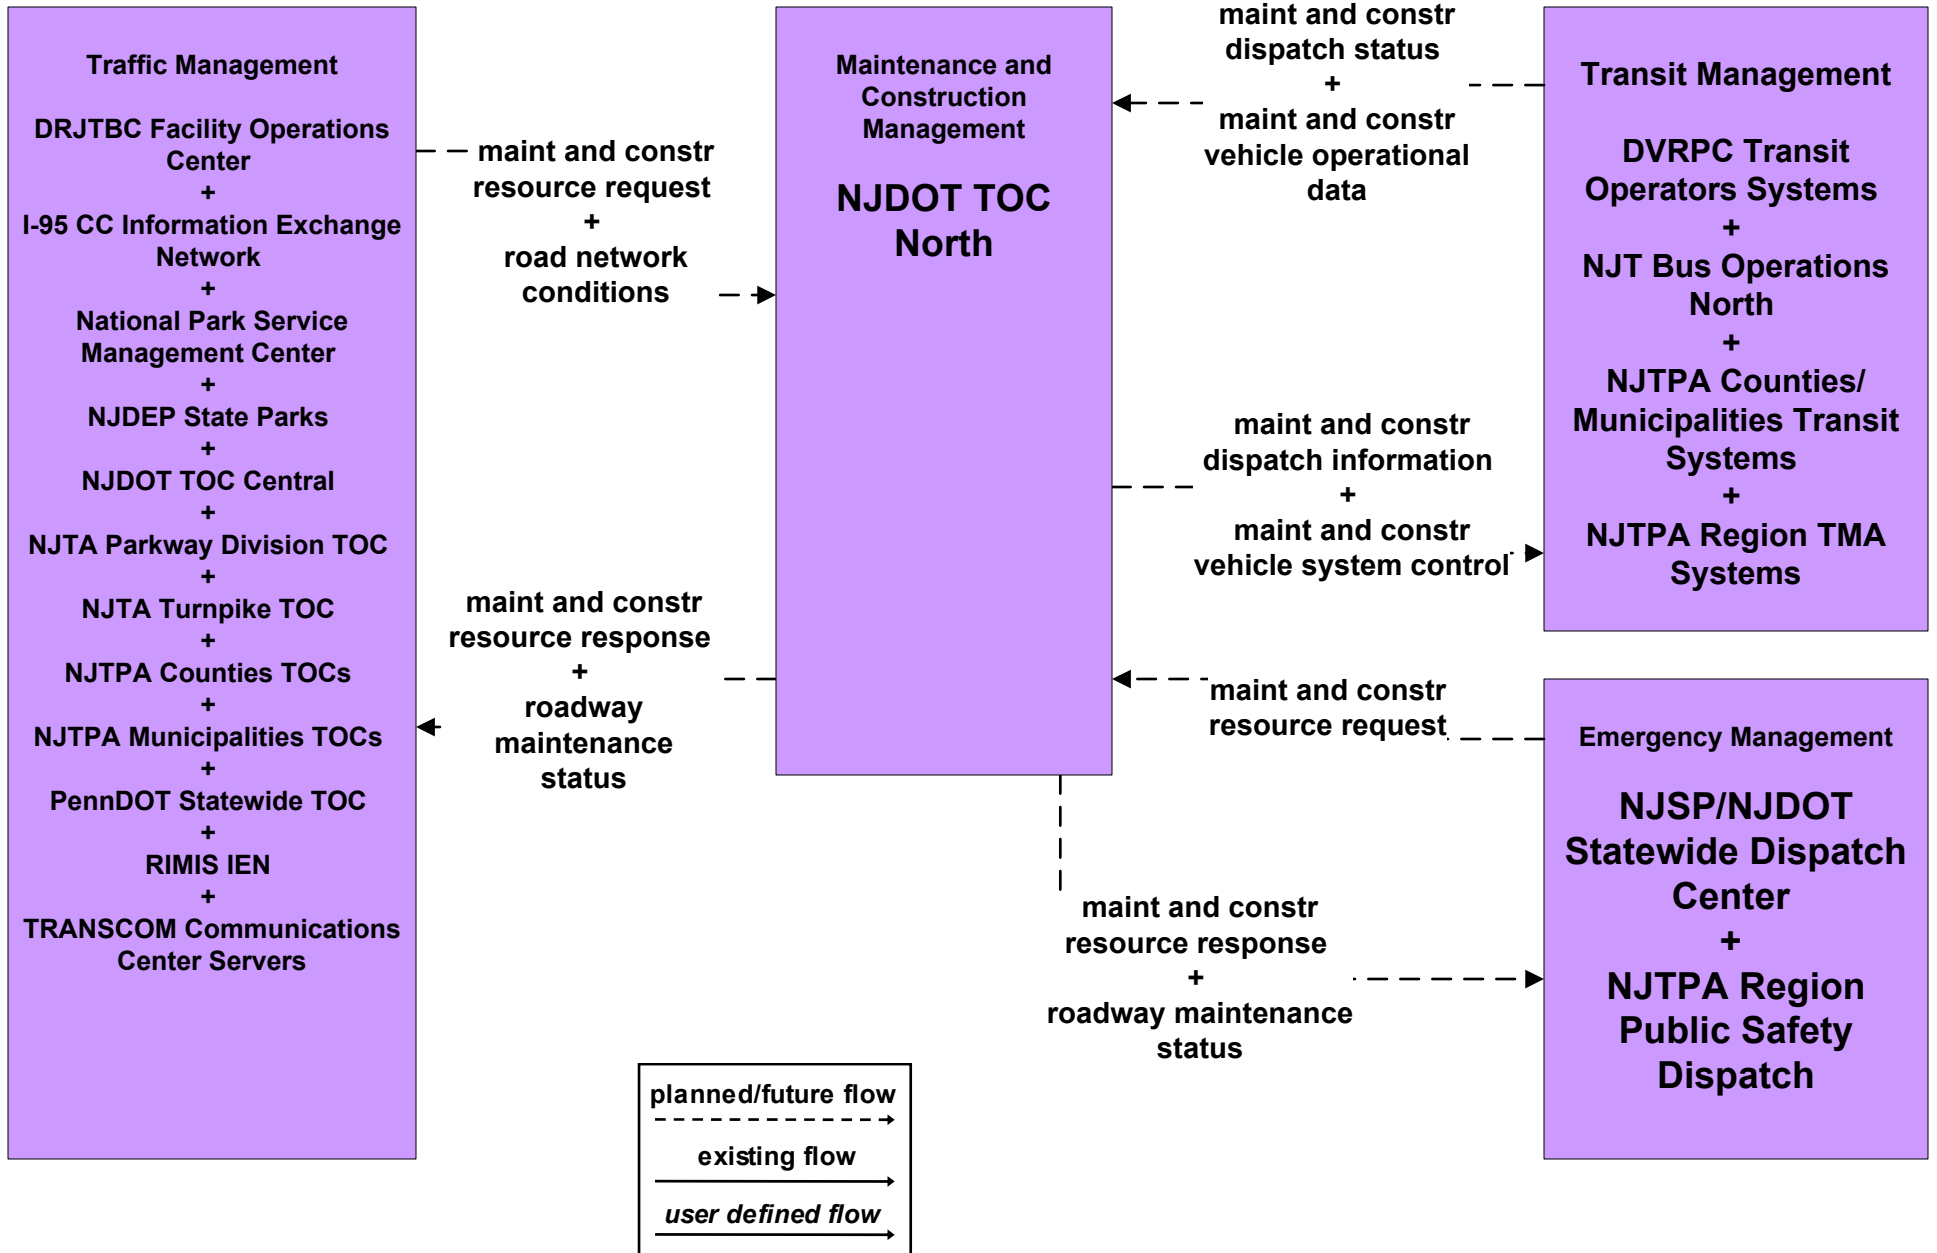 Traffic Management
DRJTBC Facility Operations
Center
+
I-95 CC Information Exchange
Network
+
National Park Service
Management Center
+
NJDEP State Parks
+
NJDOT TOC Central
+
NJTA Parkway Division TOC
+
NJTA Turnpike TOC
+
NJTPA Counties TOCs
+
NJTPA Municipalities TOCs
+
PennDOT Statewide TOC
+
RIMIS IEN
+
TRANSCOM Communications
Center Servers
maint and constr
resource request
+
road network
conditions
maint and constr
resource response
+
roadway
maintenance
status
Maintenance and
Construction
Management
NJDOT TOC
North
maint and constr
dispatch status
+
maint and constr
vehicle operational
data
maint and constr
dispatch information
+
maint and constr
vehicle system control
maint and constr
resource request
maint and constr
resource response
+
roadway maintenance
status
Transit Management
DVRPC Transit
Operators Systems
+
NJT Bus Operations
North
+
NJTPA Counties/
Municipalities Transit
Systems
+
NJTPA Region TMA
Systems
Emergency Management
NJSP/NJDOT
Statewide Dispatch
Center
+
NJTPA Region
Public Safety
Dispatch
planned/future flow
existing flow
user defined flow